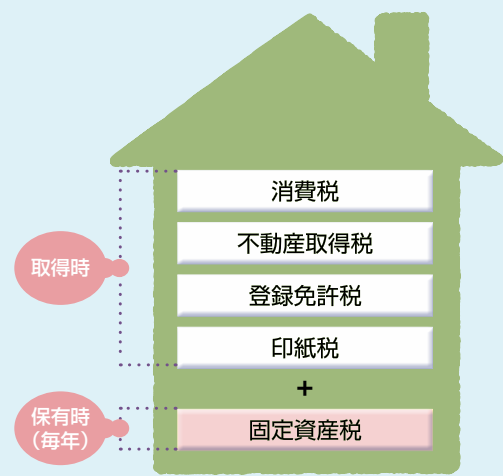 消費税
不動産取得税
取得時
登録免許税
印紙税
+
保有時
（毎年）
固定資産税